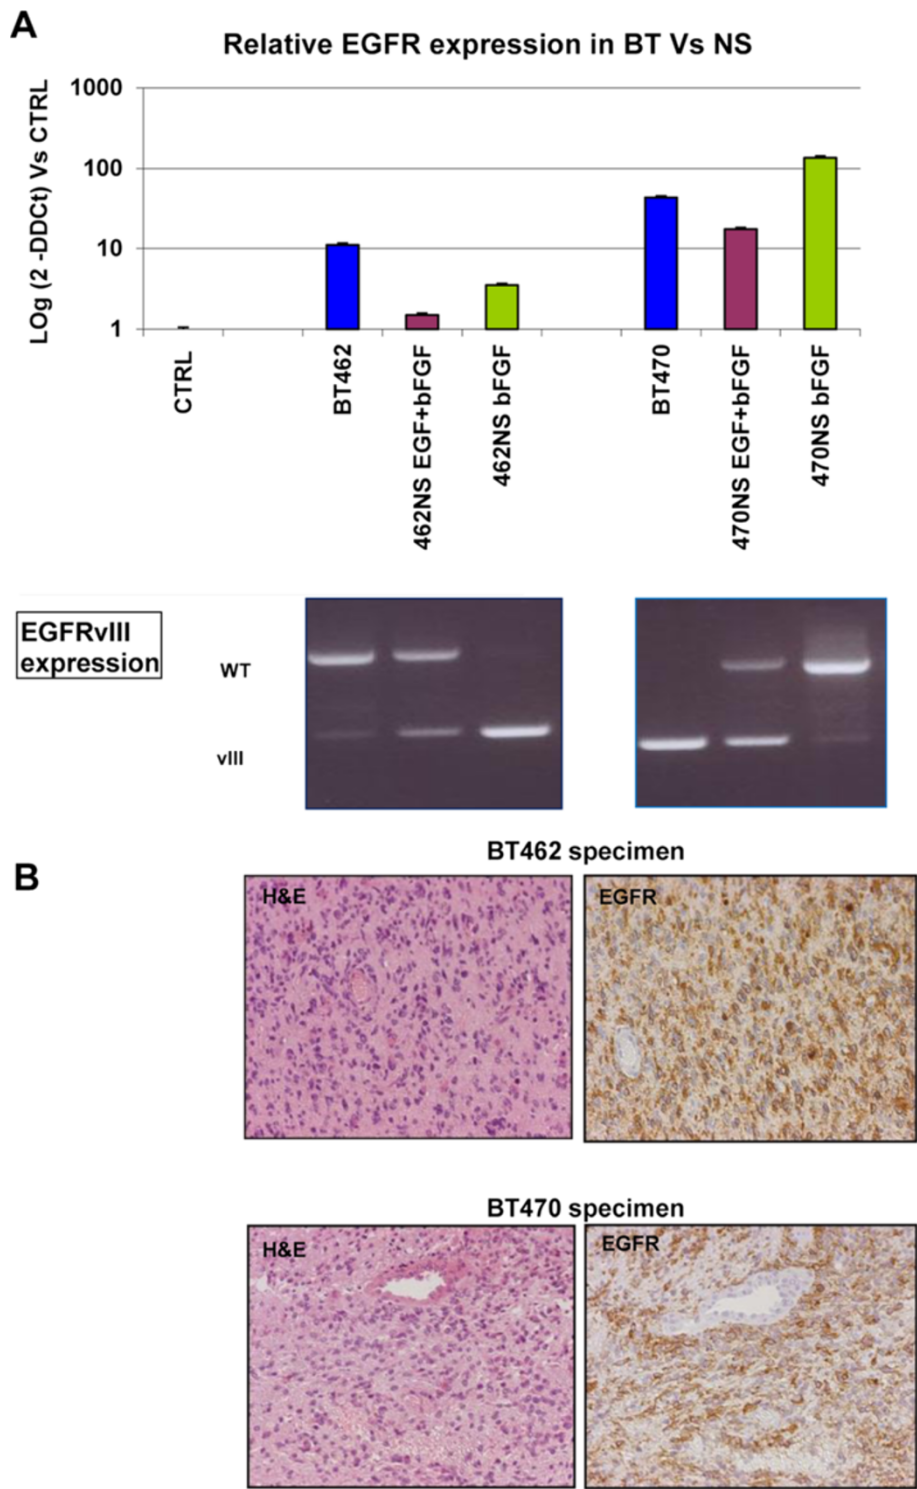 A
Relative EGFR expression in BT Vs NS
LOg (2 -DDCt) Vs CTRL
1000
100
10
1
CTRL
BT462
462NS EGF+bFGF
462NS bFGF
BT470
470NS EGF+bFGF
470NS bFGF
EGFRvIII
expression
WT
vIII
B
BT462 specimen
H&E
EGFR
BT470 specimen
H&E
EGFR